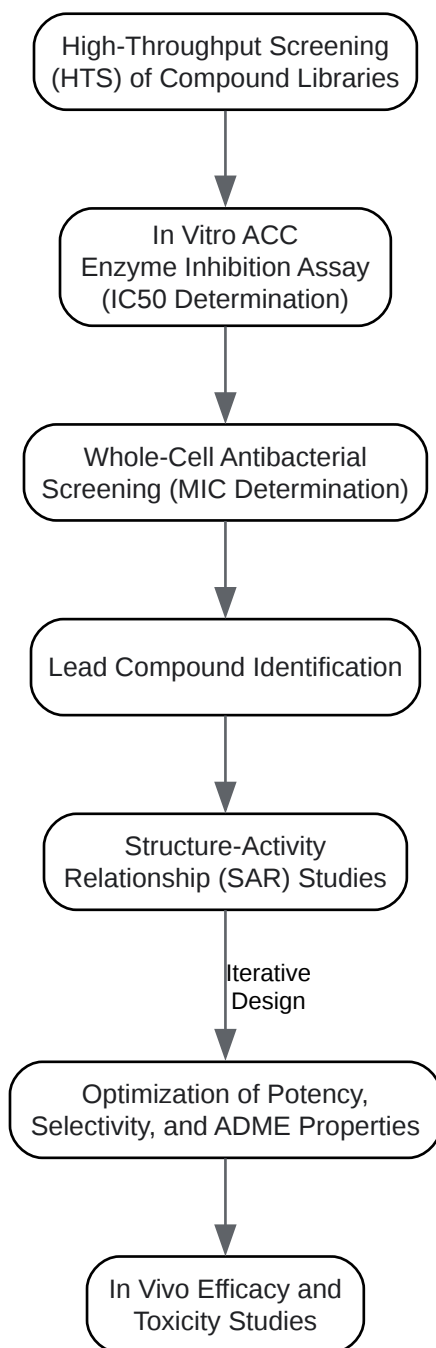 High-Throughput Screening
(HTS) of Compound Libraries
In Vitro ACC
Enzyme Inhibition Assay
(IC50 Determination)
Whole-Cell Antibacterial
Screening (MIC Determination)
Lead Compound Identification
Structure-Activity
Relationship (SAR) Studies
Iterative
Design
Optimization of Potency,
Selectivity, and ADME Properties
In Vivo Efficacy and
Toxicity Studies